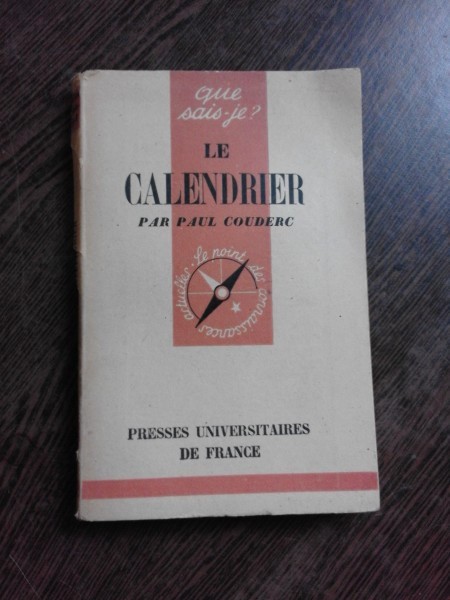 que
sais-je?
LE
CALENDRIER
PAR PAUL COUDERC
Le point des connaissances actuelles
PRESSES UNIVERSITAIRES
DE FRANCE